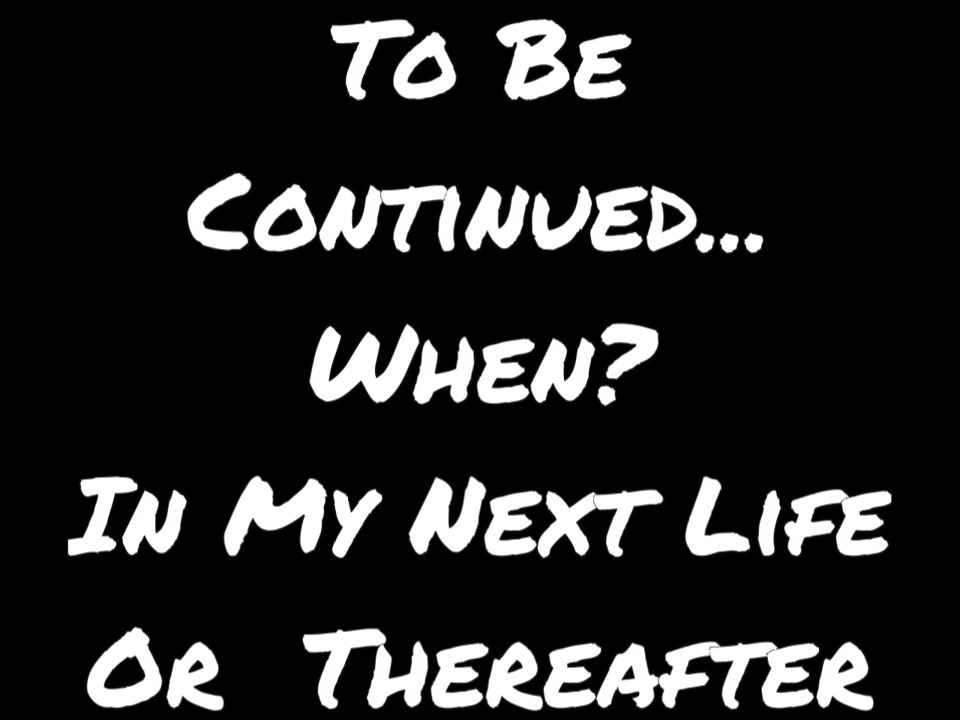 To Be
Continued...
When?
In My Next Life
Or Thereafter